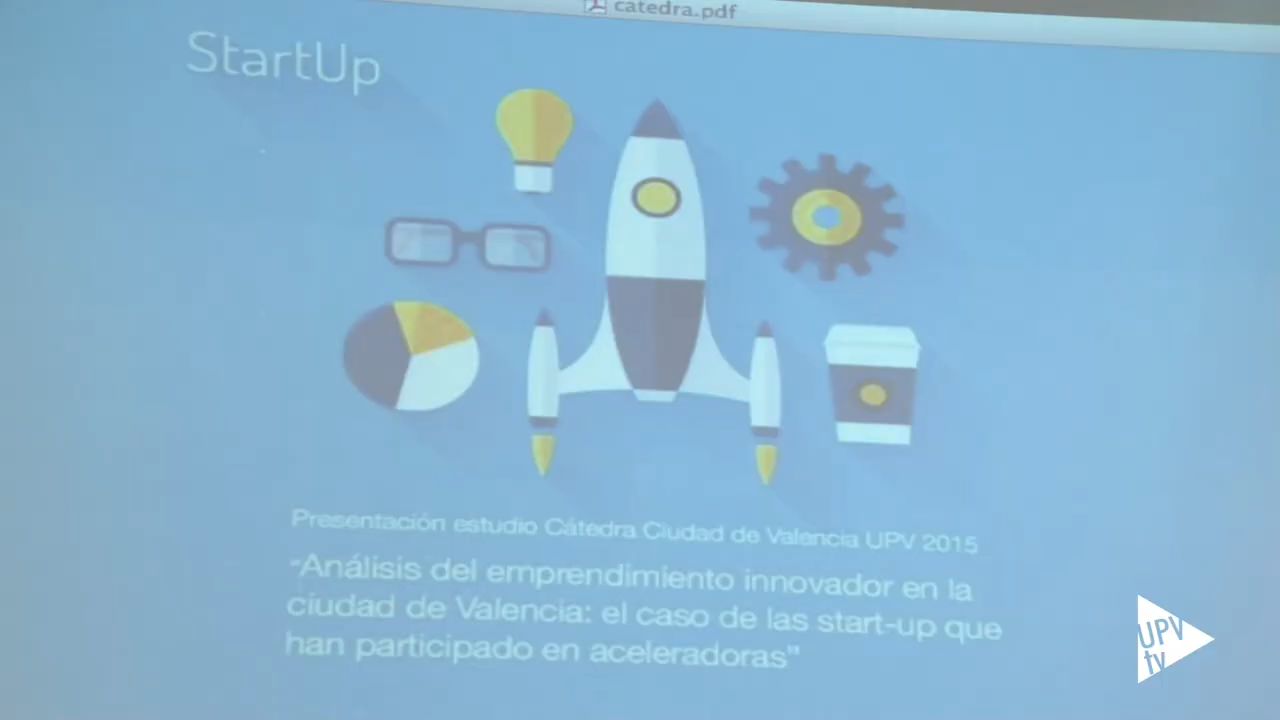 catedra.pdf
StartUp
Presentación estudio Cátedra Ciudad de Valencia UPV 2015
"Análisis del emprendimiento innovador en la
ciudad de Valencia: el caso de las start-up que
han participado en aceleradoras"
UPV
tv